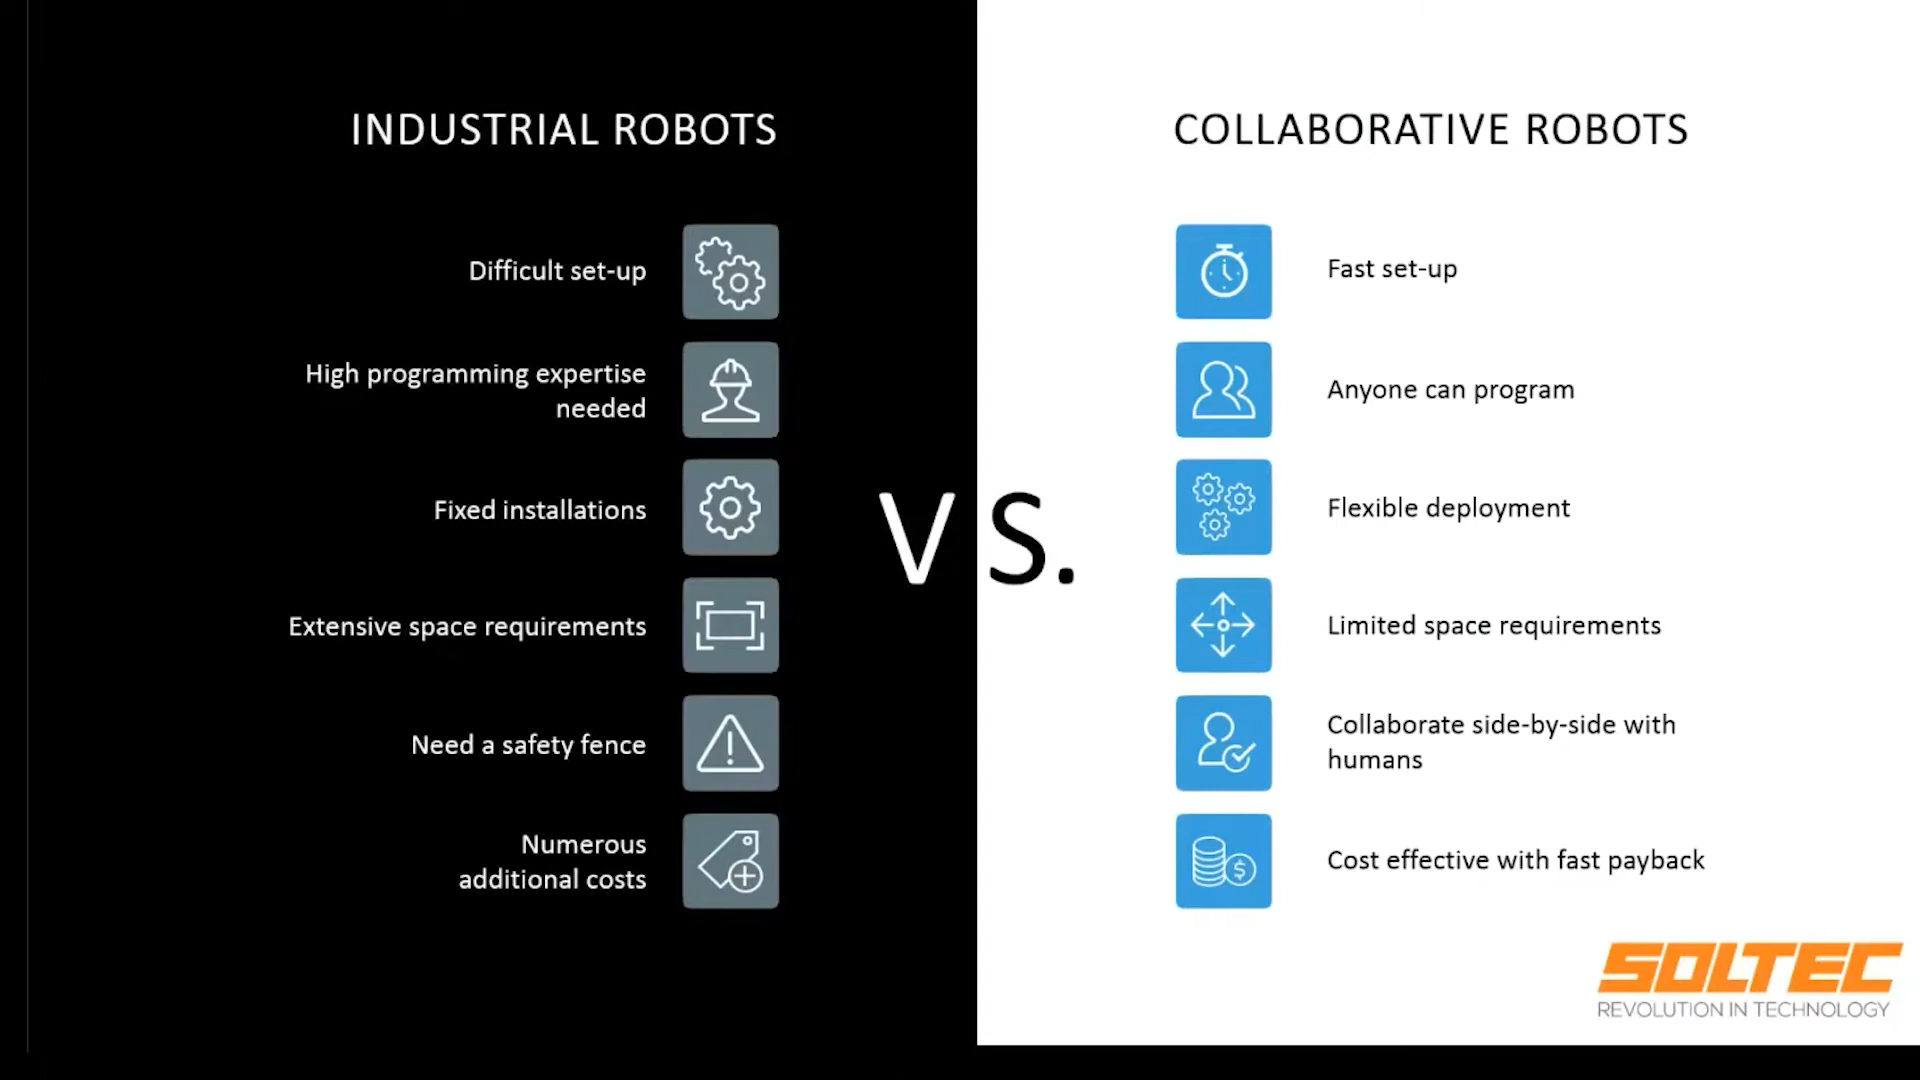 INDUSTRIAL ROBOTS
Difficult set-up
High programming expertise
needed
Fixed installations
Extensive space requirements
Need a safety fence
Numerous
additional costs
VS.
COLLABORATIVE ROBOTS
Fast set-up
Anyone can program
Flexible deployment
Limited space requirements
Collaborate side-by-side with
humans
$
Cost effective with fast payback
SOLTEC
REVOLUTION IN TECHNOLOGY